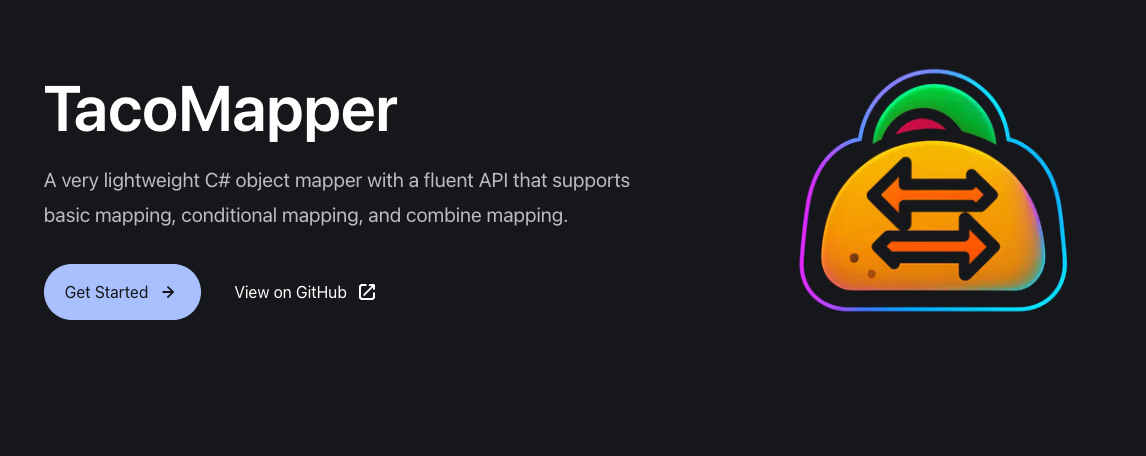 TacoMapper
A very lightweight C# object mapper with a fluent API that supports
basic mapping, conditional mapping, and combine mapping.
Get Started
View on GitHub